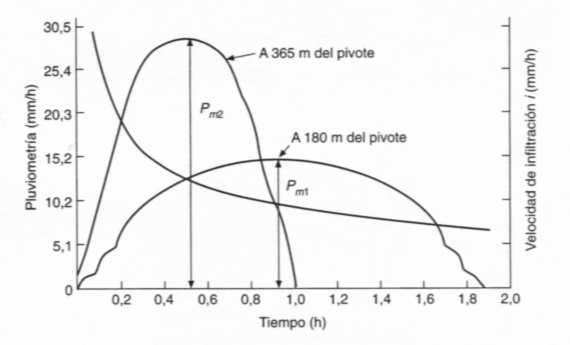 Pluviometría (mm/h)
30,5
25,4
20,3
15,2
10,2
5,1
0
A 365 m del pivote
Pm2
A 180 m del pivote
Pm1
0,2 0,4 0,6 0,8 1,0 1,2 1,4 1,6 1,8 2,0
Tiempo (h)
Velocidad de infiltración i (mm/h)